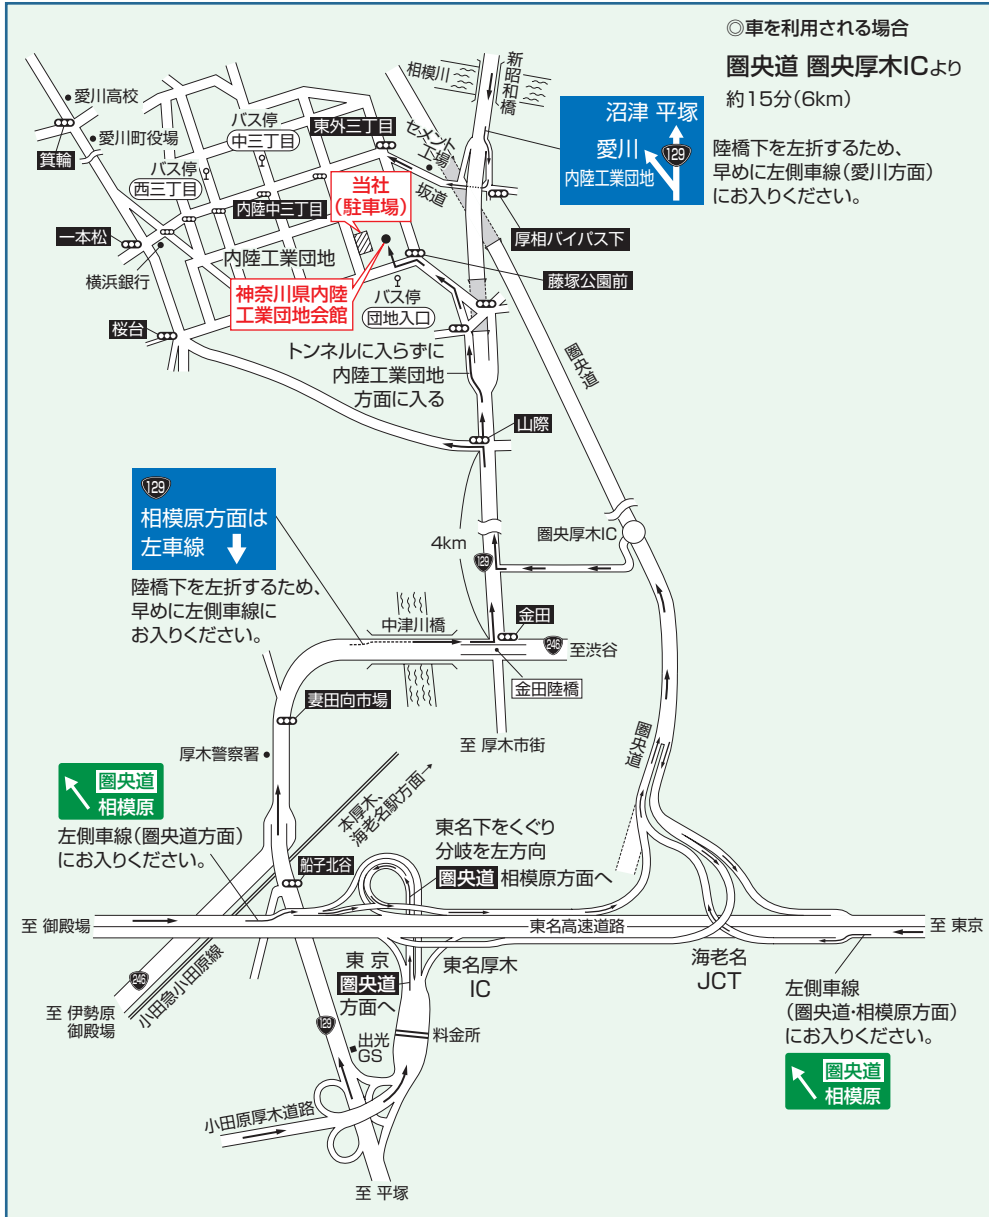 ◎車を利用される場合
圏央道 圏央厚木ICより
約15分(6km)
新昭和橋
相模川
沼津 平塚
愛川
129
内陸工業団地
陸橋下を左折するため、
早めに左側車線(愛川方面)
にお入りください。
愛川高校
愛川町役場
箕輪
バス停
中三丁目
東外三丁目
セメント
工場
坂道
バス停
西三丁目
内陸中三丁目
当社
(駐車場)
厚相バイパス下
一本松
横浜銀行
内陸工業団地
神奈川県内陸
工業団地会館
バス停
団地入口
藤塚公園前
桜台
トンネルに入らずに
内陸工業団地
方面に入る
圏央道
山際
129
相模原方面は
左車線
陸橋下を左折するため、
早めに左側車線に
お入りください。
4km
129
圏央厚木IC
中津川橋
金田
246
至渋谷
金田陸橋
妻田向市場
至 厚木市街
厚木警察署
圏央道
圏央道
相模原
左側車線(圏央道方面)
にお入りください。
本厚木、
海老名駅方面→
船子北谷
東名下をくぐり
分岐を左方向
圏央道 相模原方面へ
至 御殿場
東名高速道路
至 東京
246
小田急小田原線
至 伊勢原
御殿場
東 京
圏央道
方面へ
東名厚木
IC
海老名
JCT
左側車線
(圏央道・相模原方面)
にお入りください。
圏央道
相模原
129
出光
GS
料金所
小田原厚木道路
至 平塚